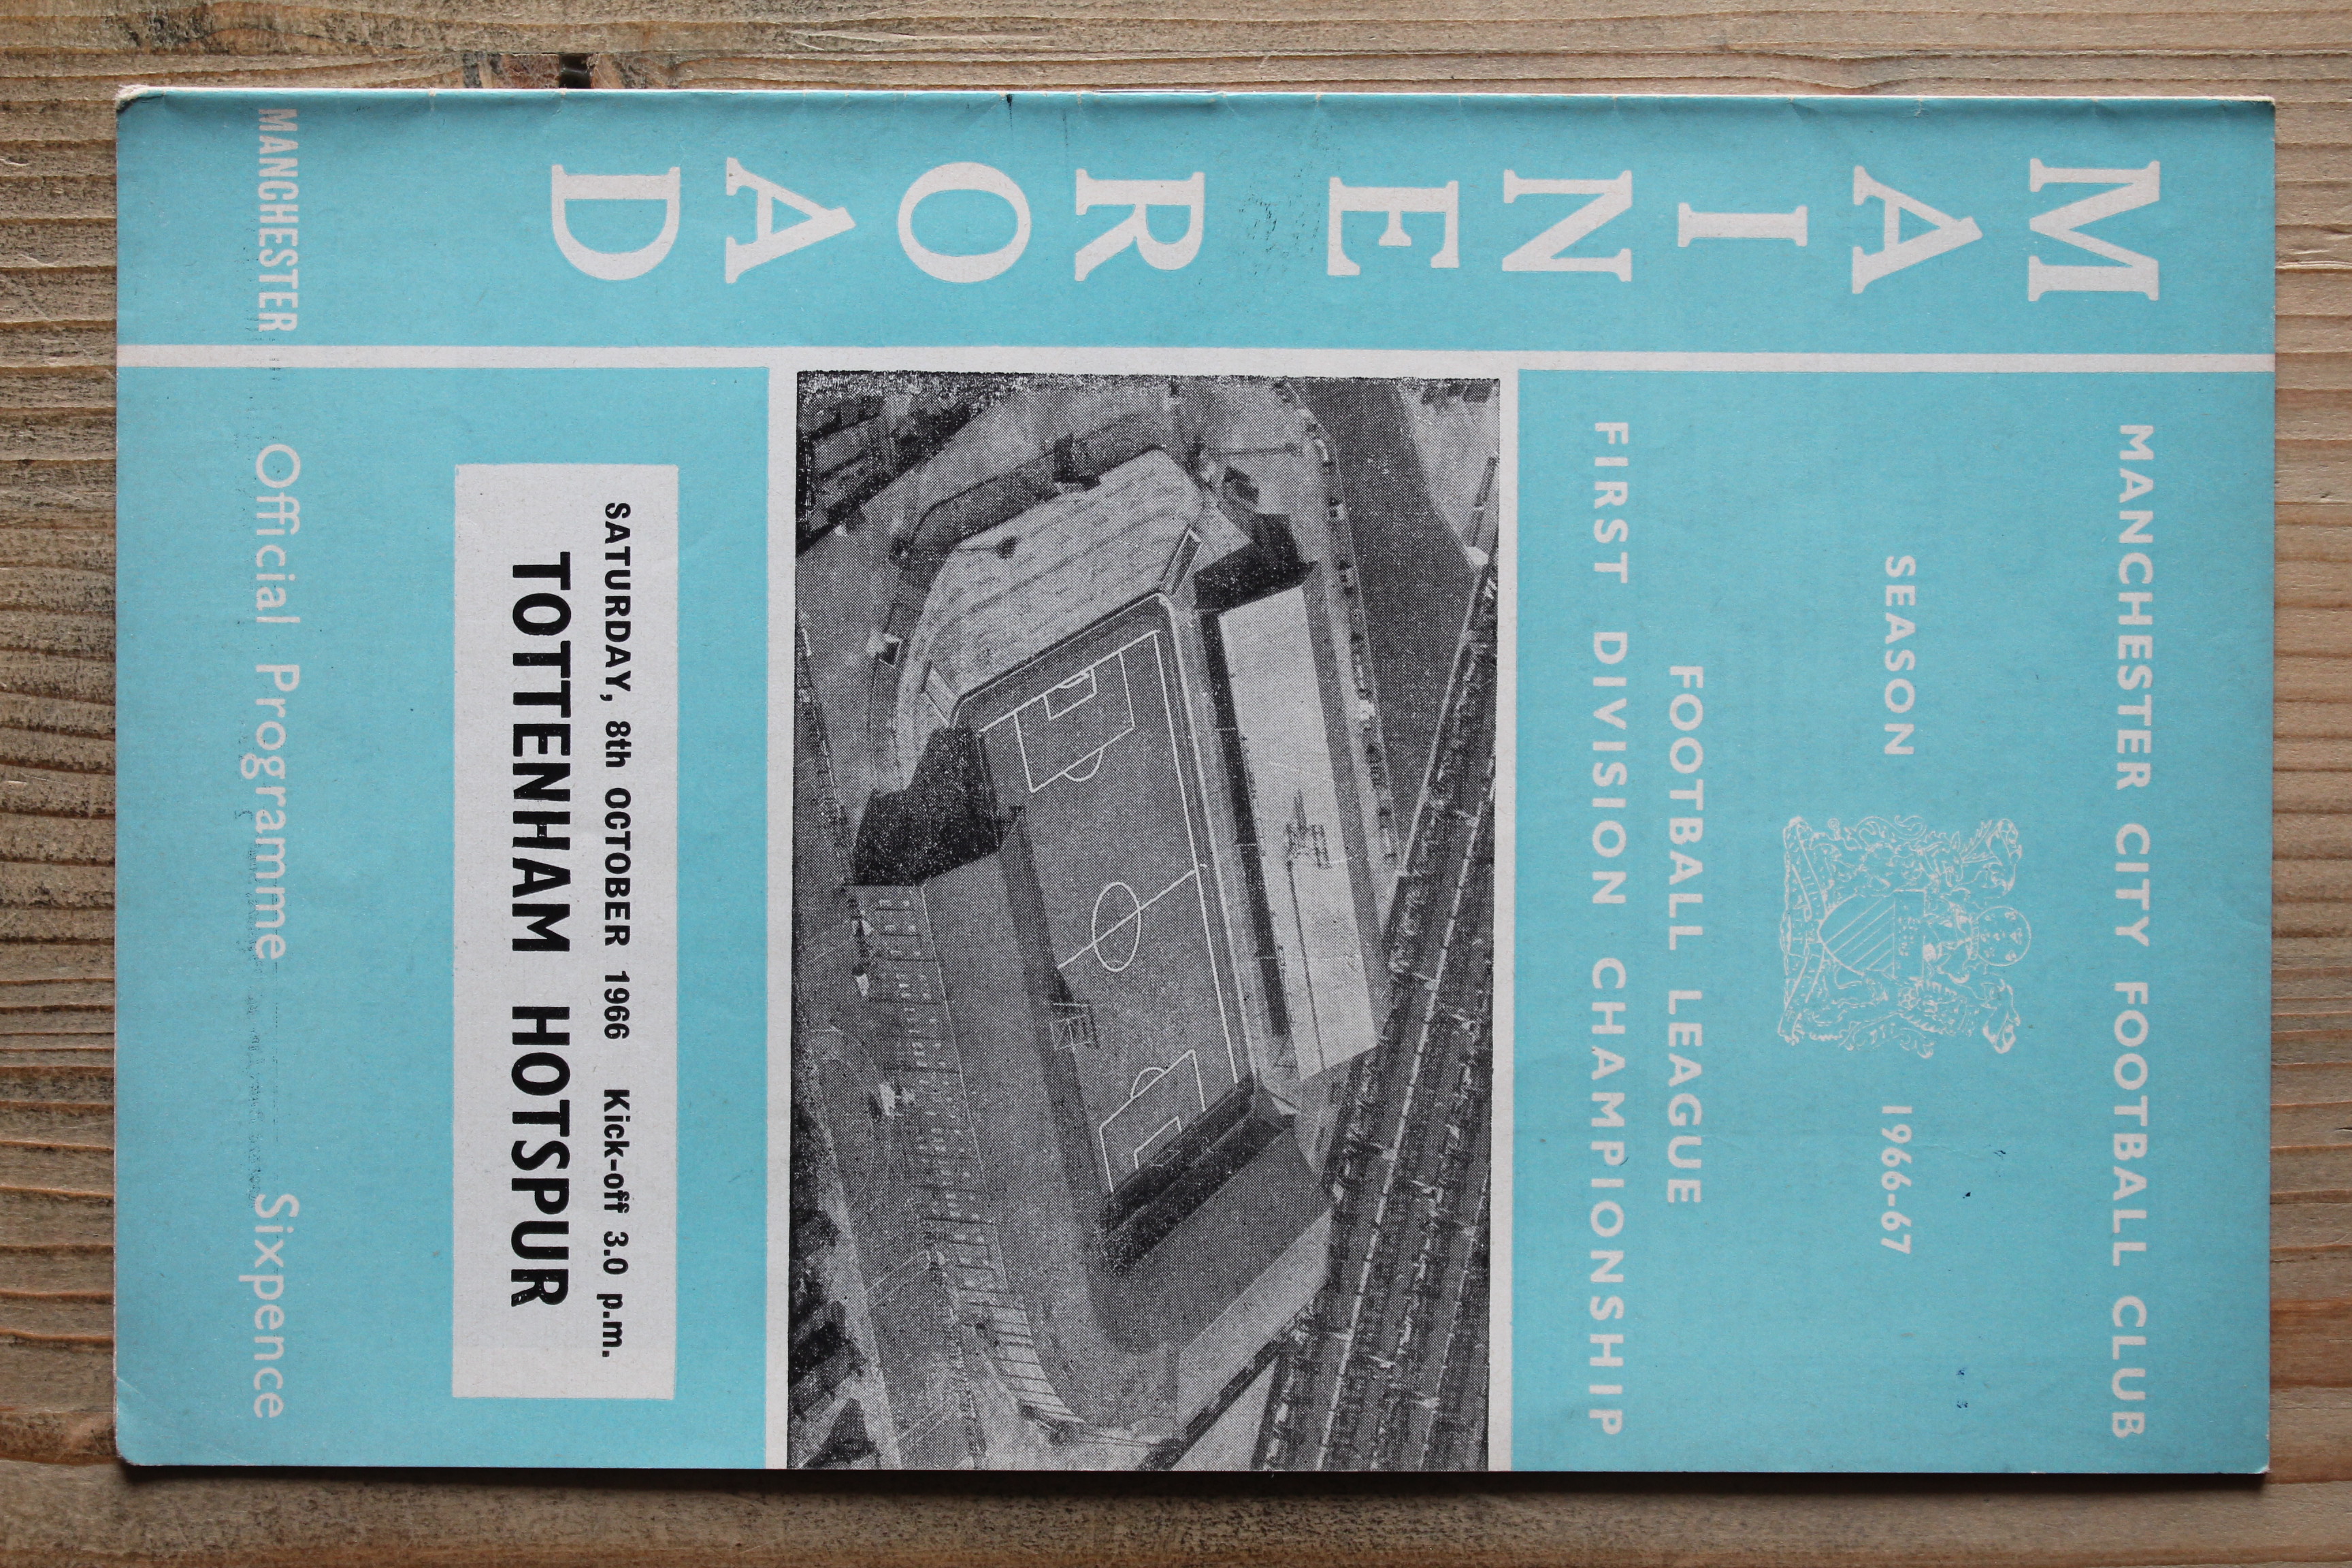 MAINE ROAD
MANCHESTER
MANCHESTER CITY FOOTBALL CLUB
SEASON 1966-67
FOOTBALL LEAGUE
FIRST DIVISION CHAMPIONSHIP
SATURDAY, 8th OCTOBER 1966 Kick-off 3.0 p.m.
TOTTENHAM HOTSPUR
Official Programme Sixpence